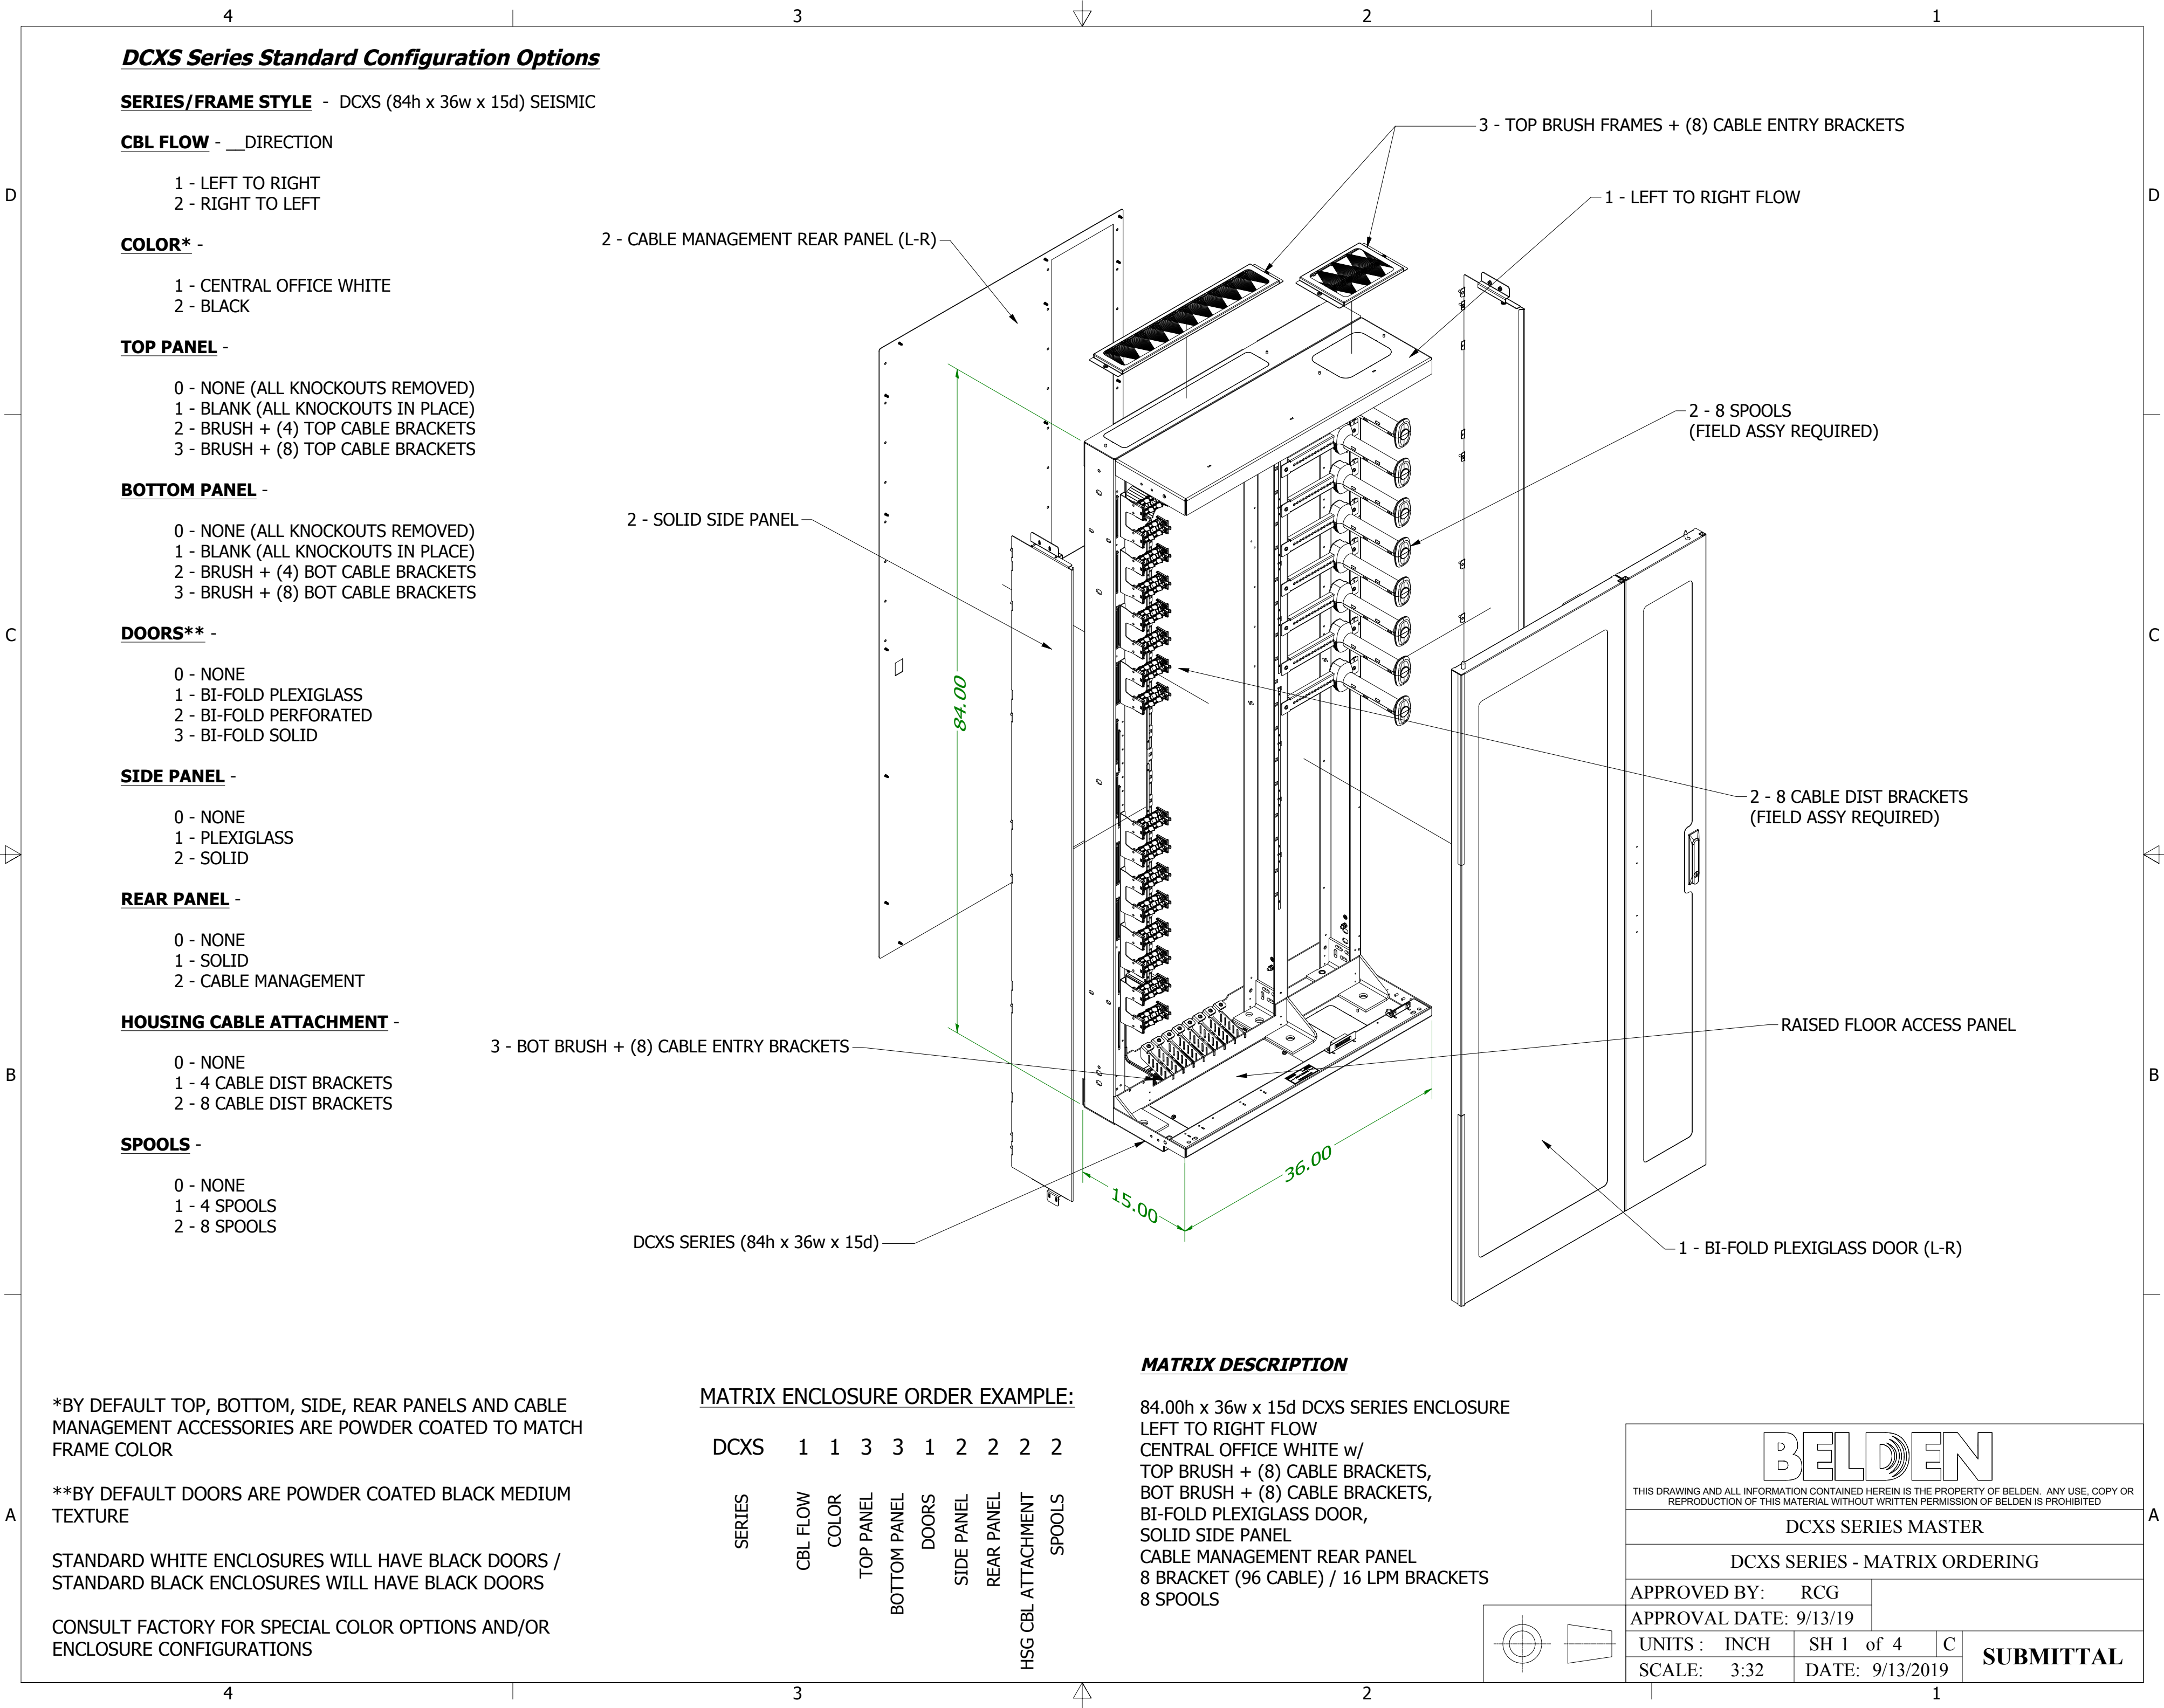 4
3
2
1
DCXS Series Standard Configuration Options
SERIES/FRAME STYLE - DCXS (84h x 36w x 15d) SEISMIC
CBL FLOW - __DIRECTION
1 - LEFT TO RIGHT
2 - RIGHT TO LEFT
COLOR* -
1 - CENTRAL OFFICE WHITE
2 - BLACK
TOP PANEL -
0 - NONE (ALL KNOCKOUTS REMOVED)
1 - BLANK (ALL KNOCKOUTS IN PLACE)
2 - BRUSH + (4) TOP CABLE BRACKETS
3 - BRUSH + (8) TOP CABLE BRACKETS
BOTTOM PANEL -
0 - NONE (ALL KNOCKOUTS REMOVED)
1 - BLANK (ALL KNOCKOUTS IN PLACE)
2 - BRUSH + (4) BOT CABLE BRACKETS
3 - BRUSH + (8) BOT CABLE BRACKETS
DOORS** -
0 - NONE
1 - BI-FOLD PLEXIGLASS
2 - BI-FOLD PERFORATED
3 - BI-FOLD SOLID
SIDE PANEL -
0 - NONE
1 - PLEXIGLASS
2 - SOLID
REAR PANEL -
0 - NONE
1 - SOLID
2 - CABLE MANAGEMENT
HOUSING CABLE ATTACHMENT -
0 - NONE
1 - 4 CABLE DIST BRACKETS
2 - 8 CABLE DIST BRACKETS
SPOOLS -
0 - NONE
1 - 4 SPOOLS
2 - 8 SPOOLS
D
C
B
A
D
C
B
A
3 - TOP BRUSH FRAMES + (8) CABLE ENTRY BRACKETS
1 - LEFT TO RIGHT FLOW
2 - CABLE MANAGEMENT REAR PANEL (L-R)
2 - 8 SPOOLS
(FIELD ASSY REQUIRED)
2 - SOLID SIDE PANEL
84.00
2 - 8 CABLE DIST BRACKETS
(FIELD ASSY REQUIRED)
RAISED FLOOR ACCESS PANEL
3 - BOT BRUSH + (8) CABLE ENTRY BRACKETS
36.00
15.00
DCXS SERIES (84h x 36w x 15d)
1 - BI-FOLD PLEXIGLASS DOOR (L-R)
*BY DEFAULT TOP, BOTTOM, SIDE, REAR PANELS AND CABLE
MANAGEMENT ACCESSORIES ARE POWDER COATED TO MATCH
FRAME COLOR
**BY DEFAULT DOORS ARE POWDER COATED BLACK MEDIUM
TEXTURE
STANDARD WHITE ENCLOSURES WILL HAVE BLACK DOORS /
STANDARD BLACK ENCLOSURES WILL HAVE BLACK DOORS
CONSULT FACTORY FOR SPECIAL COLOR OPTIONS AND/OR
ENCLOSURE CONFIGURATIONS
MATRIX ENCLOSURE ORDER EXAMPLE:
DCXS 1 1 3 3 1 2 2 2 2
SERIES
CBL FLOW
COLOR
TOP PANEL
BOTTOM PANEL
DOORS
SIDE PANEL
REAR PANEL
HSG CBL ATTACHMENT
SPOOLS
MATRIX DESCRIPTION
84.00h x 36w x 15d DCXS SERIES ENCLOSURE
LEFT TO RIGHT FLOW
CENTRAL OFFICE WHITE w/
TOP BRUSH + (8) CABLE BRACKETS,
BOT BRUSH + (8) CABLE BRACKETS,
BI-FOLD PLEXIGLASS DOOR,
SOLID SIDE PANEL
CABLE MANAGEMENT REAR PANEL
8 BRACKET (96 CABLE) / 16 LPM BRACKETS
8 SPOOLS
BELDEN
THIS DRAWING AND ALL INFORMATION CONTAINED HEREIN IS THE PROPERTY OF BELDEN. ANY USE, COPY OR
REPRODUCTION OF THIS MATERIAL WITHOUT WRITTEN PERMISSION OF BELDEN IS PROHIBITED
DCXS SERIES MASTER
DCXS SERIES - MATRIX ORDERING
APPROVED BY: RCG
APPROVAL DATE: 9/13/19
UNITS : INCH SH 1 of 4 C
SCALE: 3:32 DATE: 9/13/2019
SUBMITTAL
4
3
2
1